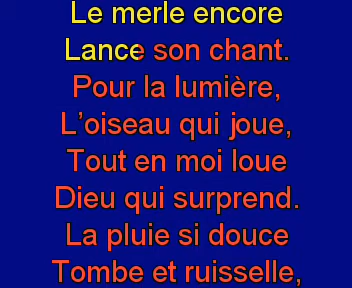 Le merle encore
Lance son chant.
Pour la lumière,
L'oiseau qui joue,
Tout en moi loue
Dieu qui surprend.
La pluie si douce
Tombe et ruisselle,